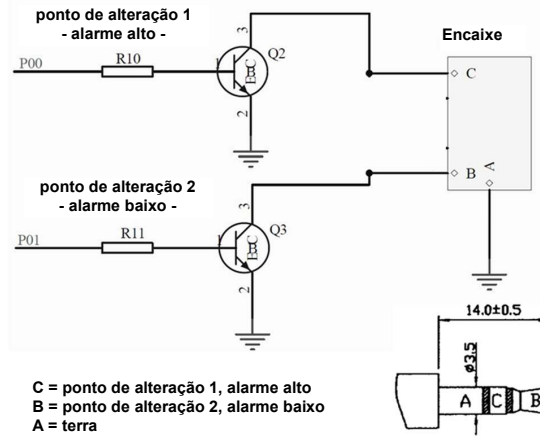 ponto de alteração 1
- alarme alto -
Encaixe
P00
R10
1
3
C
B
E
Q2
2
C
B
A
ponto de alteração 2
- alarme baixo -
P01
R11
1
3
C
B
E
Q3
2
14.0±0.5
ø3.5
A
C
B
C = ponto de alteração 1, alarme alto
B = ponto de alteração 2, alarme baixo
A = terra